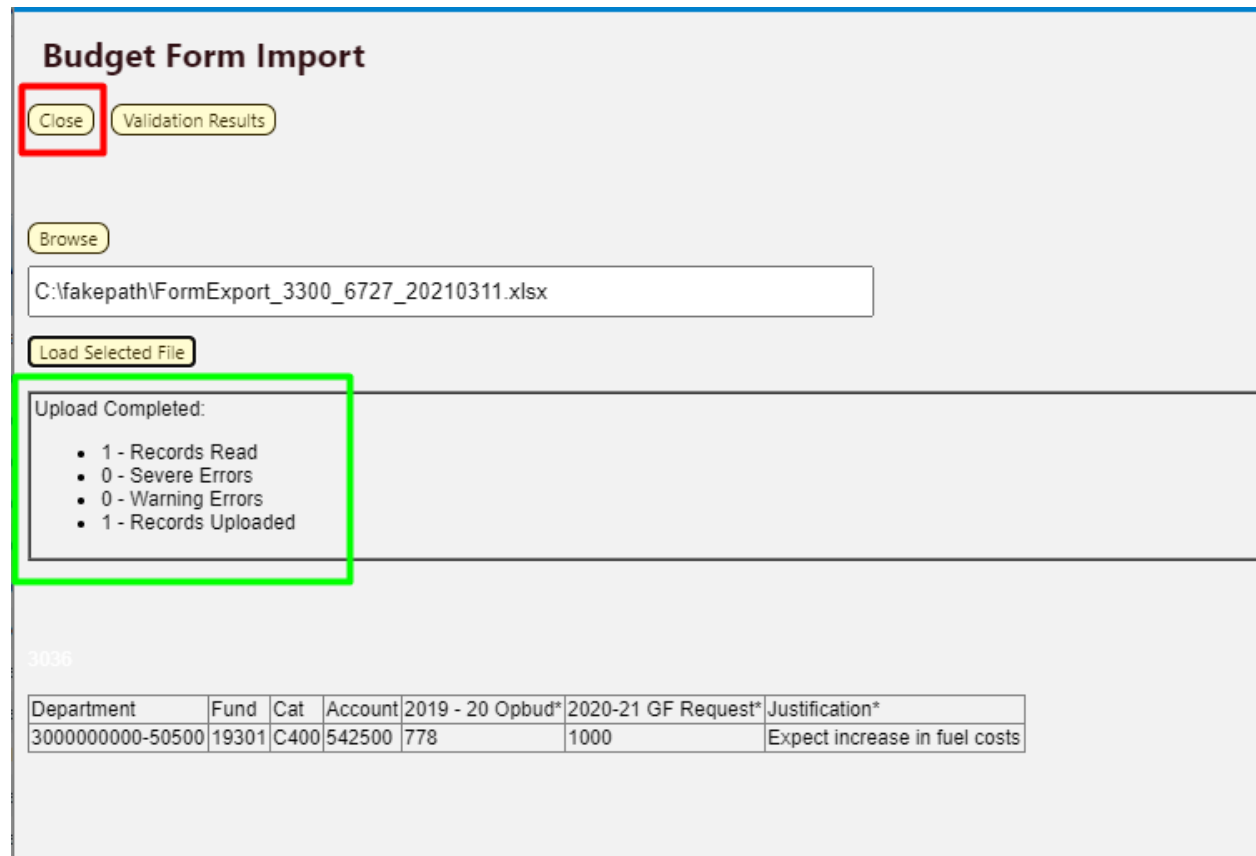 Budget Form Import
Close Validation Results
Browse
C:\fakepath\FormExport_3300_6727_20210311.xlsx
Load Selected File
Upload Completed:
• 1 - Records Read
• 0 - Severe Errors
• 0 - Warning Errors
• 1 - Records Uploaded
3036
Department Fund Cat Account 2019 - 20 Opbud* 2020-21 GF Request* Justification*
3000000000-50500 19301 C400 542500 778 1000 Expect increase in fuel costs